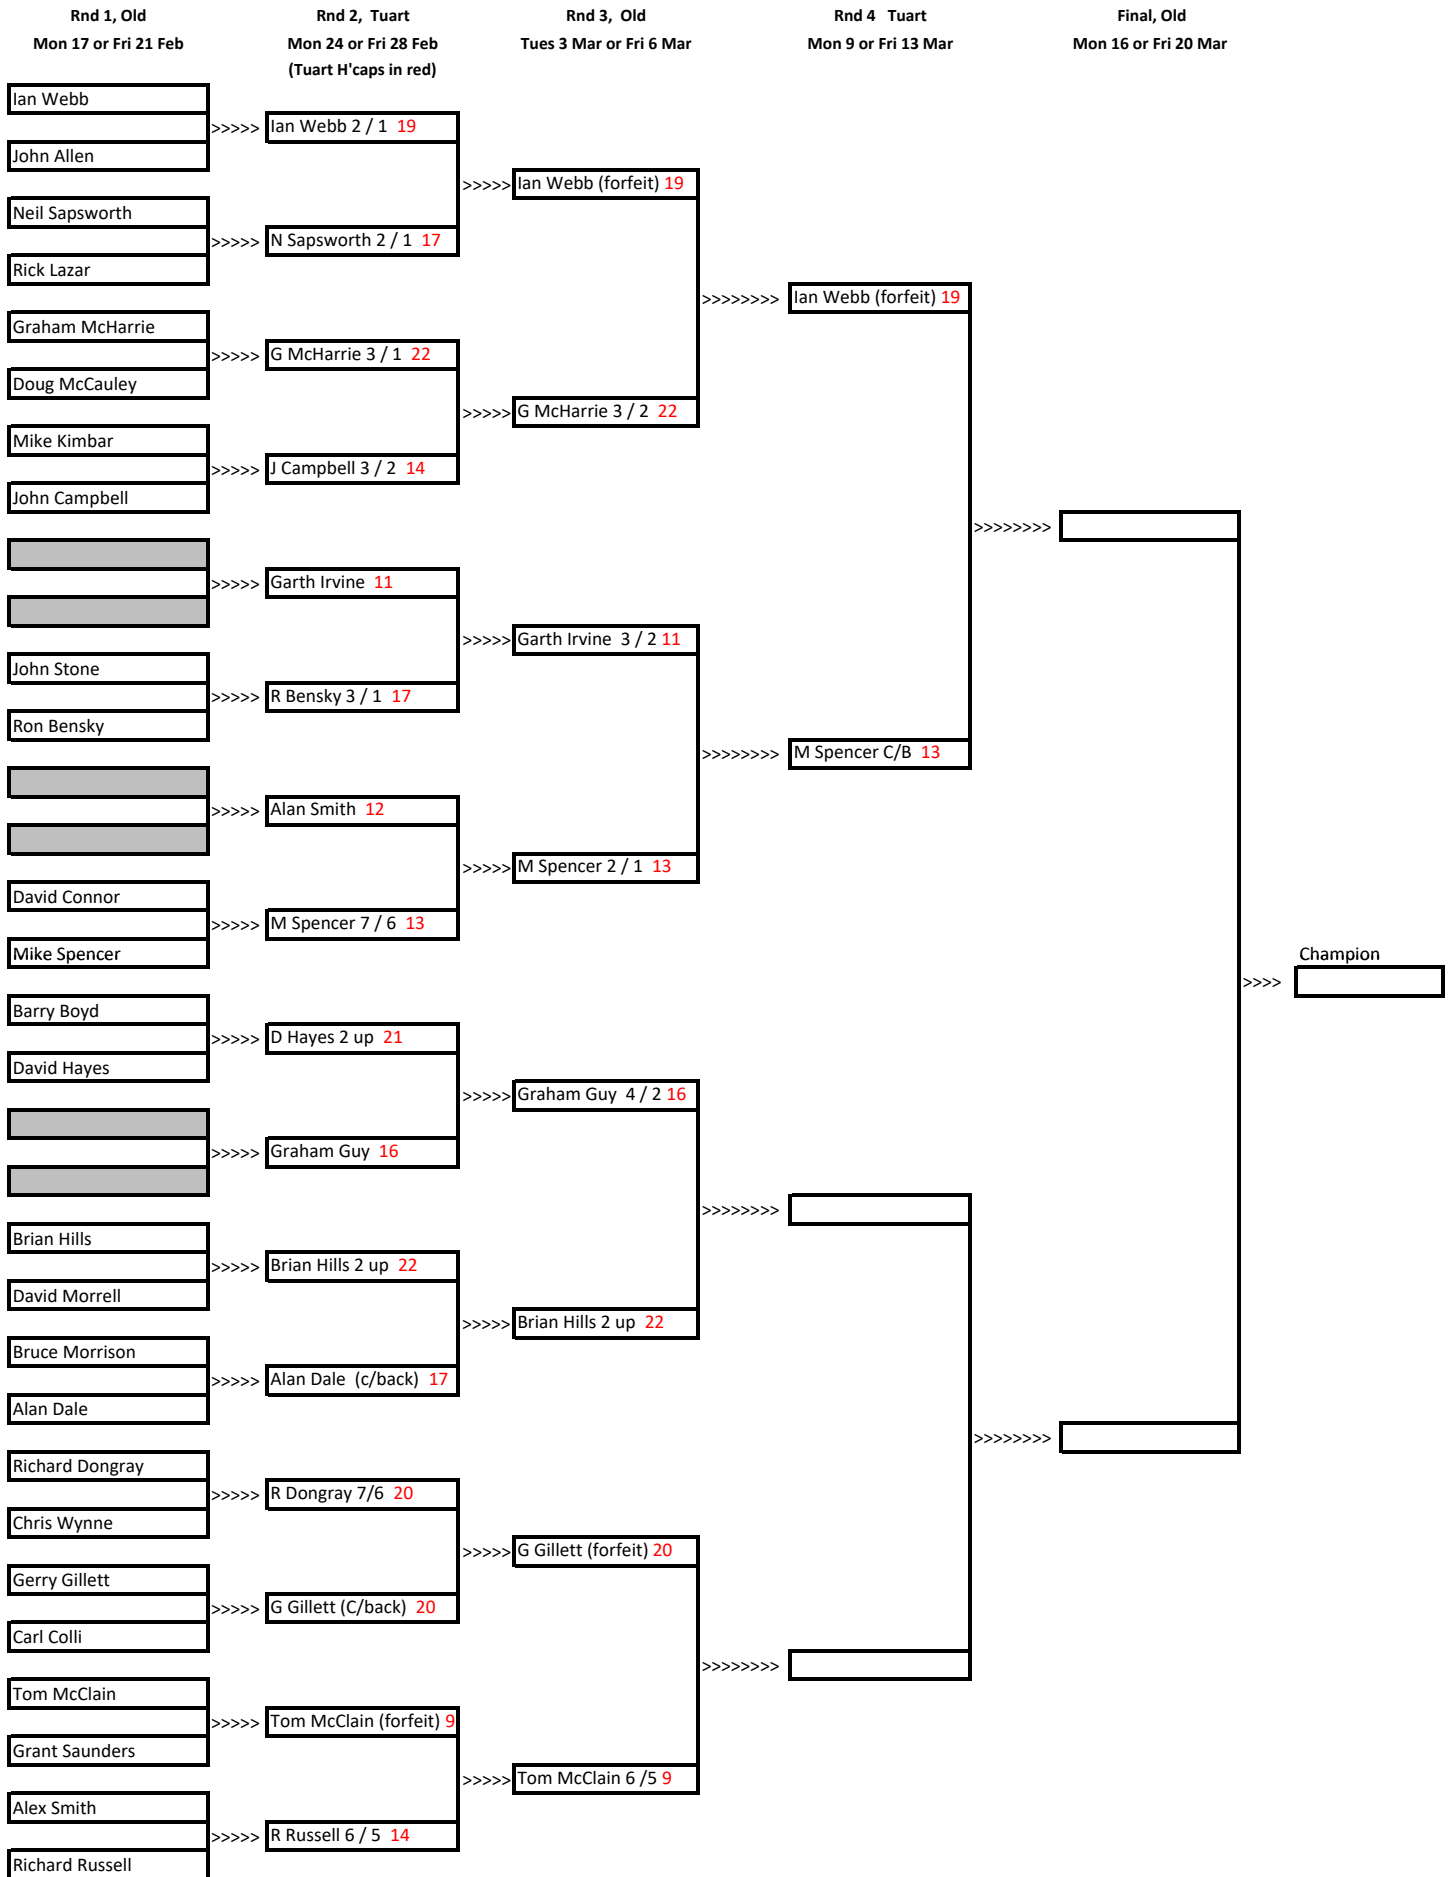 Rnd 1, Old
Mon 17 or Fri 21 Feb
Rnd 2, Tuart
Mon 24 or Fri 28 Feb
(Tuart H'caps in red)
Rnd 3, Old
Tues 3 Mar or Fri 6 Mar
Rnd 4 Tuart
Mon 9 or Fri 13 Mar
Final, Old
Mon 16 or Fri 20 Mar
Ian Webb
>>>>> Ian Webb 2 / 1 19
John Allen
>>>>> Ian Webb (forfeit) 19
Neil Sapsworth
>>>>> N Sapsworth 2 / 1 17
Rick Lazar
>>>>>>>> Ian Webb (forfeit) 19
Graham McHarrie
>>>>> G McHarrie 3 / 1 22
Doug McCauley
>>>>> G McHarrie 3 / 2 22
Mike Kimbar
>>>>> J Campbell 3 / 2 14
John Campbell
>>>>>>>>
>>>>> Garth Irvine 11
>>>>> Garth Irvine 3 / 2 11
John Stone
>>>>> R Bensky 3 / 1 17
Ron Bensky
>>>>>>>> M Spencer C/B 13
>>>>> Alan Smith 12
>>>>> M Spencer 2 / 1 13
David Connor
>>>>> M Spencer 7 / 6 13
Mike Spencer
Champion
>>>>
Barry Boyd
>>>>> D Hayes 2 up 21
David Hayes
>>>>> Graham Guy 4 / 2 16
>>>>> Graham Guy 16
>>>>>>>>
Brian Hills
>>>>> Brian Hills 2 up 22
David Morrell
>>>>> Brian Hills 2 up 22
Bruce Morrison
>>>>> Alan Dale (c/back) 17
Alan Dale
>>>>>>>>
Richard Dongray
>>>>> R Dongray 7/6 20
Chris Wynne
>>>>> G Gillett (forfeit) 20
Gerry Gillett
>>>>> G Gillett (C/back) 20
Carl Colli
>>>>>>>>
Tom McClain
>>>>> Tom McClain (forfeit) 9
Grant Saunders
>>>>> Tom McClain 6 /5 9
Alex Smith
>>>>> R Russell 6 / 5 14
Richard Russell